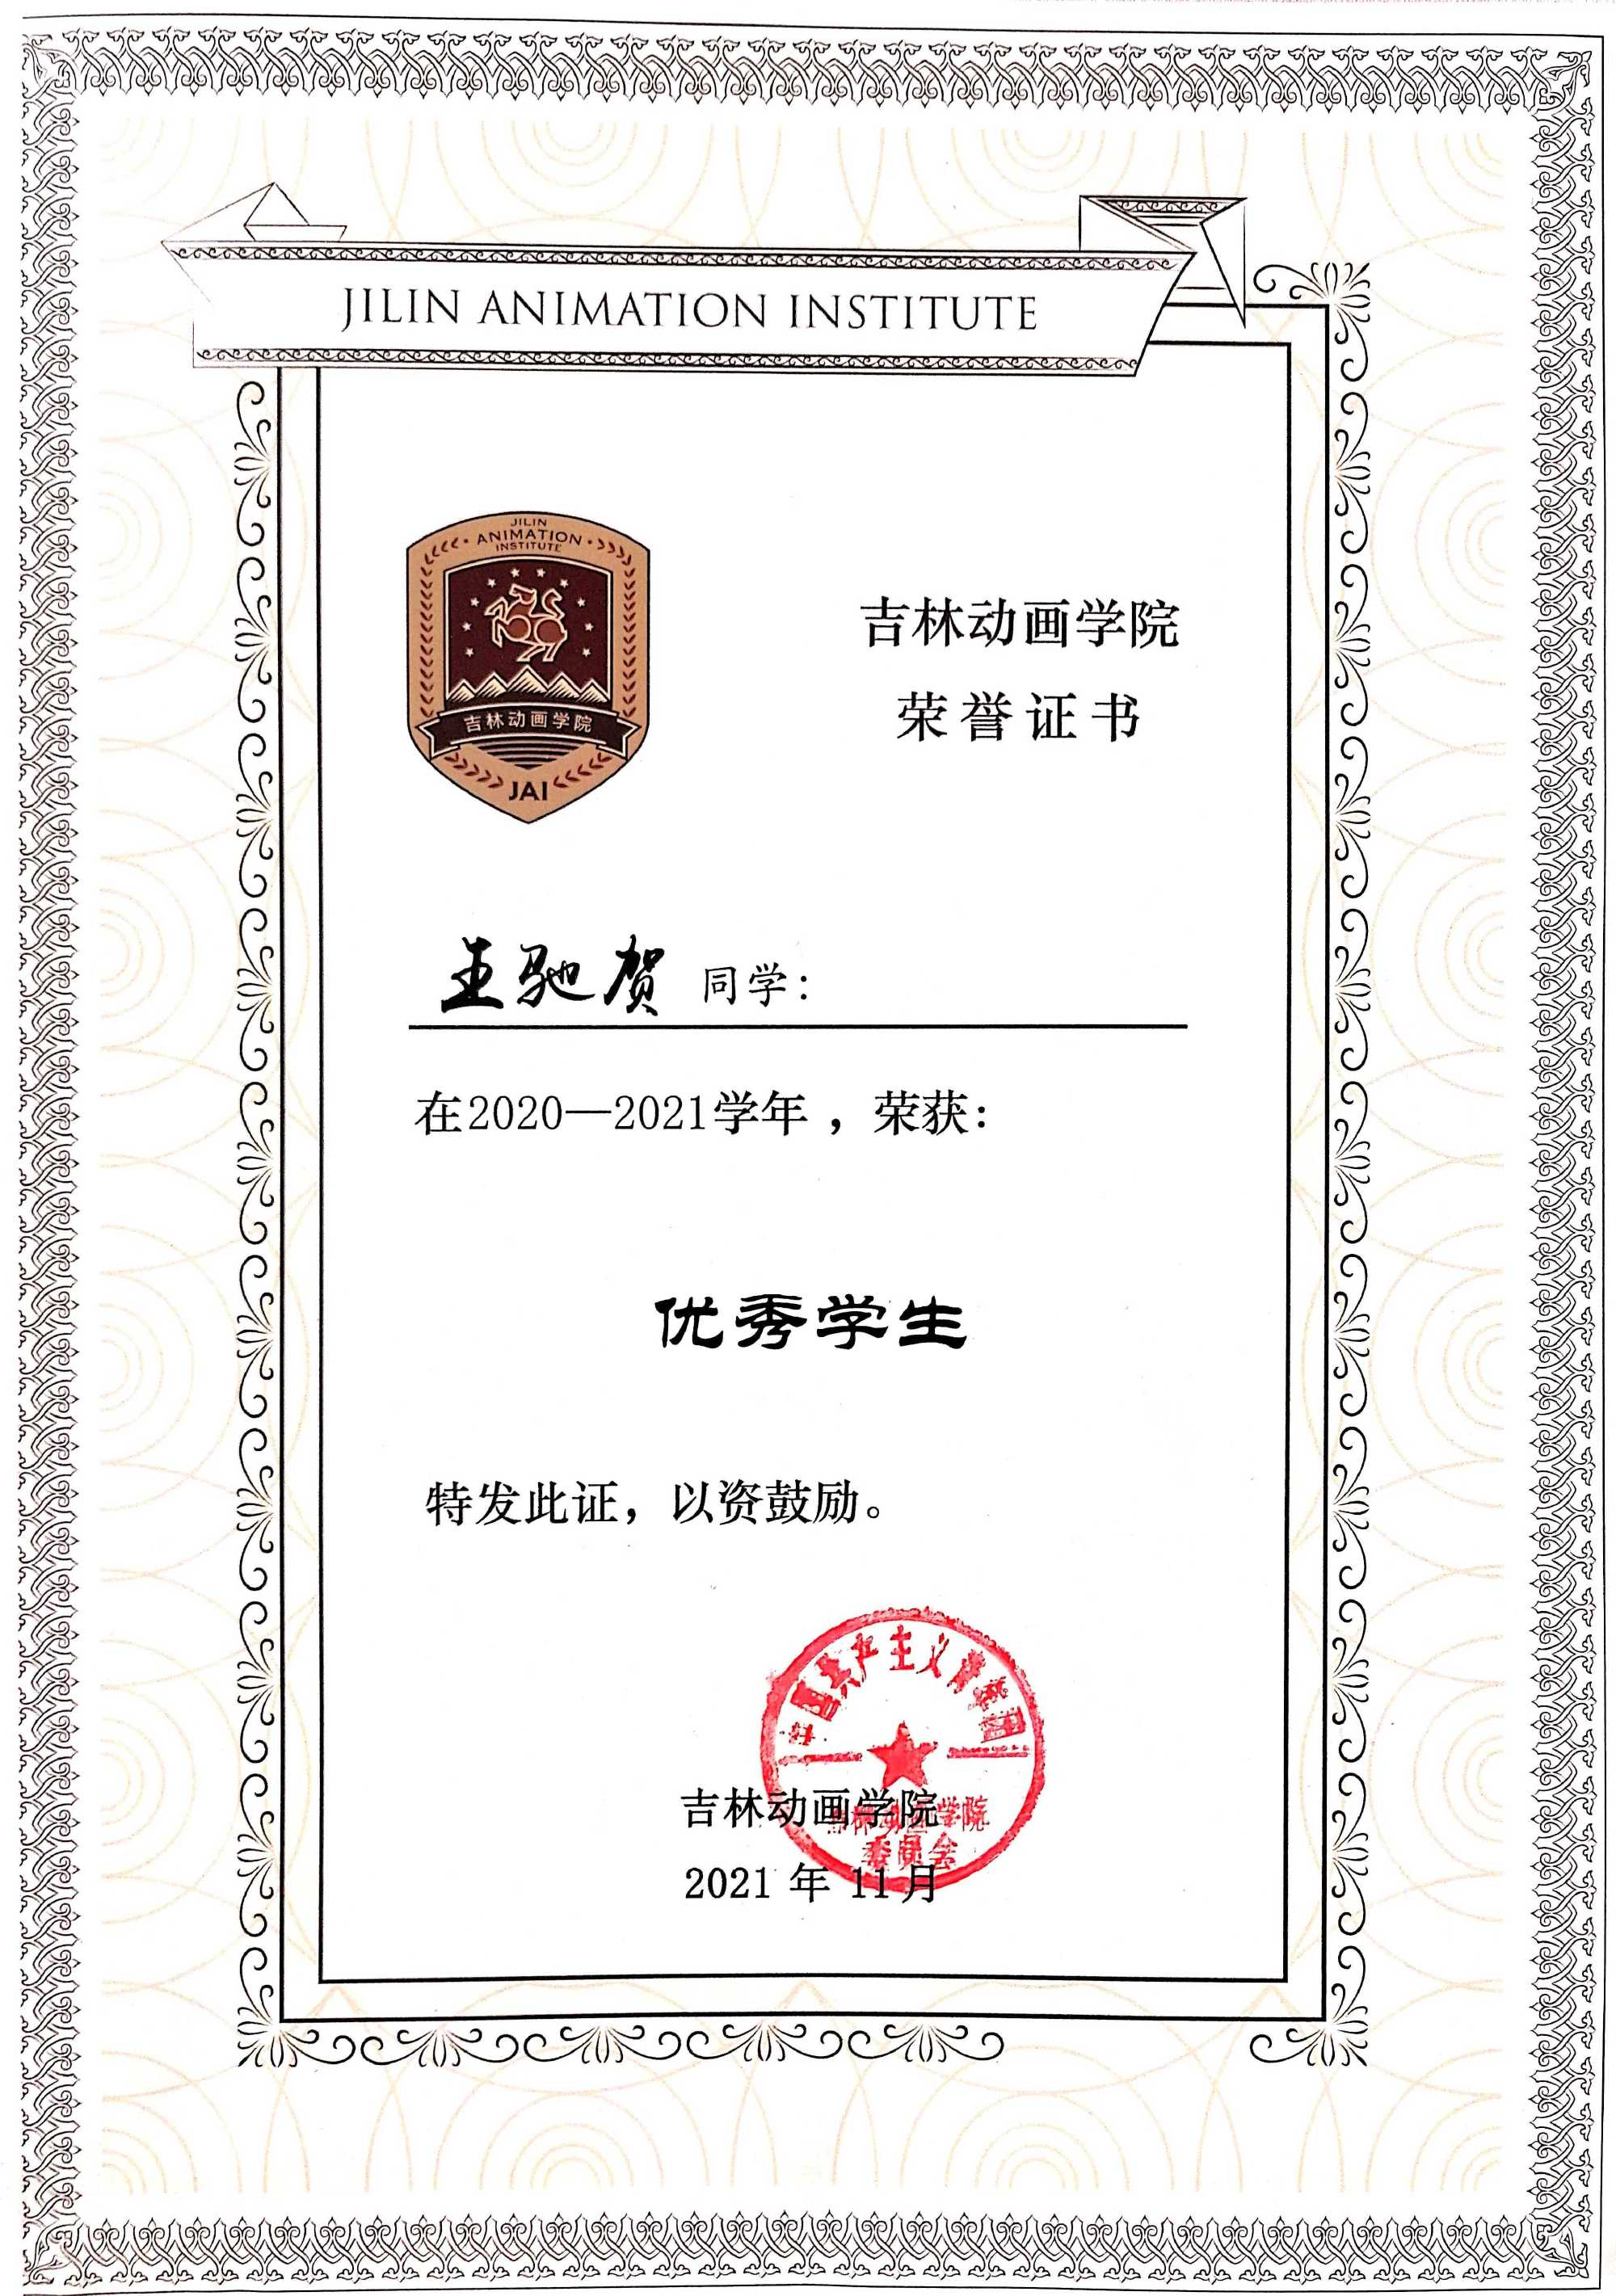 JILIN ANIMATION INSTITUTE
JILIN
ANIMATION
INSTITUTE
吉林动画学院
JAI
吉林动画学院
荣誉证书
王驰贺 同学:
在2020—2021学年 ，荣获:
优秀学生
特发此证，以资鼓励。
中国共产主义青年团
吉林动画学院
委员会
吉林动画学院
2021 年 11月